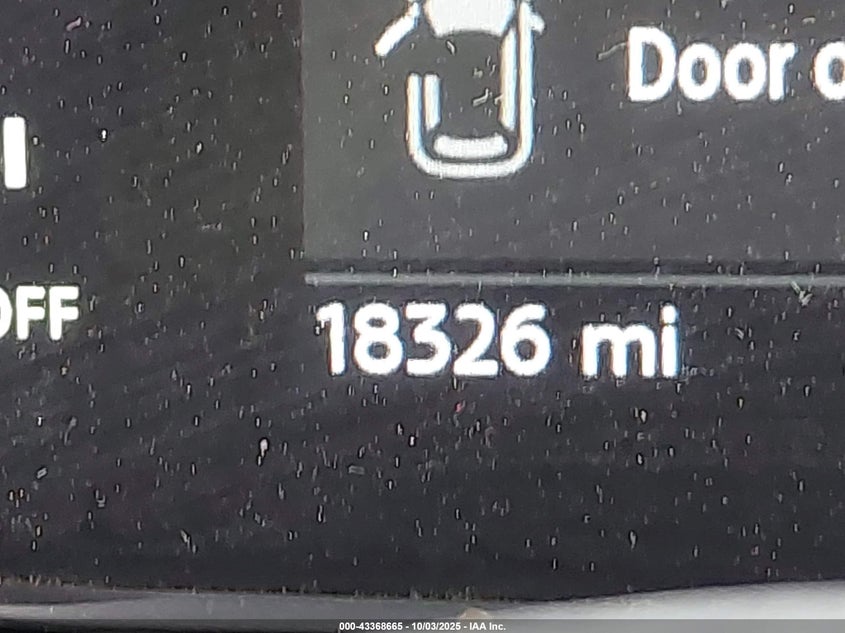 Door o
OFF
18326 mi
000-43368665 - 10/03/2025 - IAA Inc.